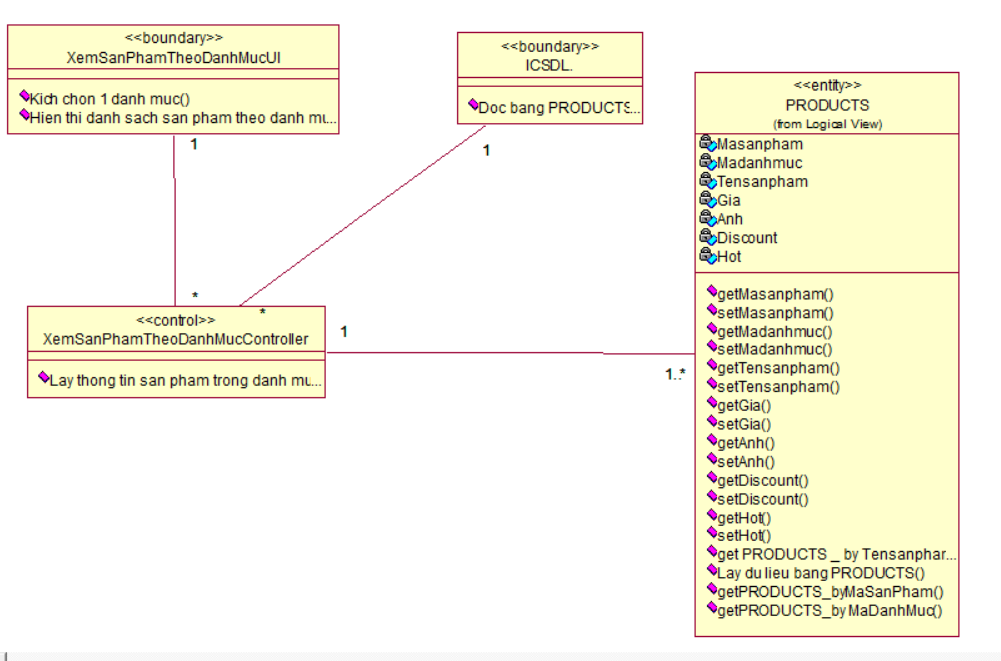 <<boundary>>
XemSanPhamTheoDanhMucUI
Kich chon 1 danh muc()
Hien thi danh sach san pham theo danh mu...
1
<<boundary>>
ICSDL.
Doc bang PRODUCTS...
1
<<entity>>
PRODUCTS
(from Logical View)
Masanpham
Madanhmuc
Tensanpham
Gia
Anh
Discount
Hot
getMasanpham()
setMasanpham()
getMadanhmuc()
setMadanhmuc()
getTensanpham()
setTensanpham()
getGia()
setGia()
getAnh()
setAnh()
getDiscount()
setDiscount()
getHot()
setHot()
get PRODUCTS _ by Tensanphar...
Lay du lieu bang PRODUCTS()
getPRODUCTS_byMaSanPham()
getPRODUCTS_by MaDanhMuc()
*
*
<<control>>
XemSanPhamTheoDanhMucController
Lay thong tin san pham trong danh mu...
1
1..*